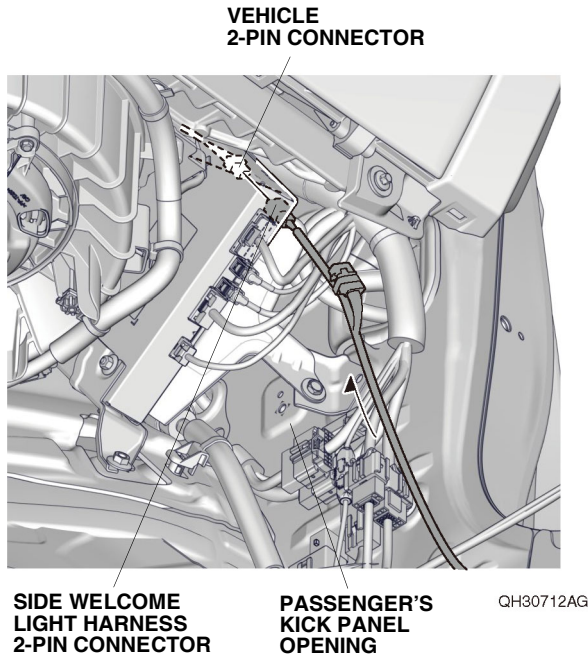 VEHICLE
2-PIN CONNECTOR
SIDE WELCOME
LIGHT HARNESS
2-PIN CONNECTOR
PASSENGER'S
KICK PANEL
OPENING
QH30712AG